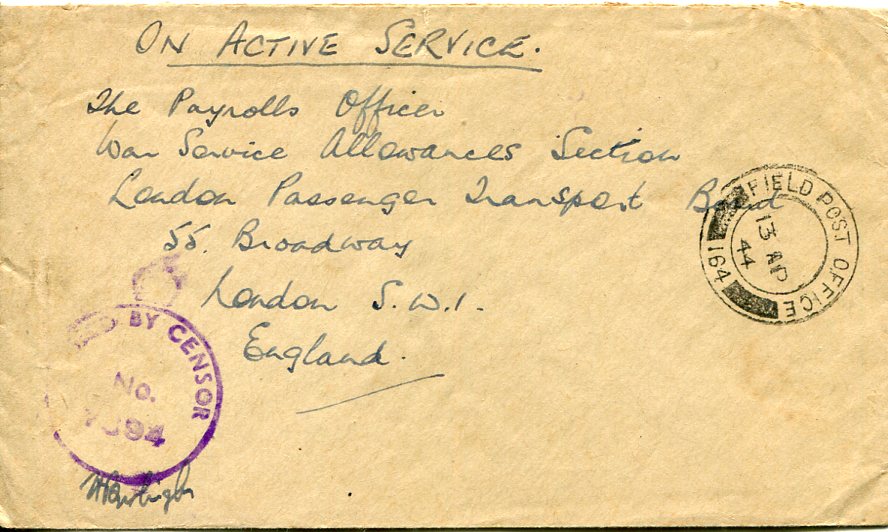 ON ACTIVE SERVICE.
The Payrolls Officer
War Service Allowances Section
London Passenger Transport Board
55. Broadway
London S.W.1.
England.
FIELD POST OFFICE
164
13 AP
44
BY CENSOR
No.